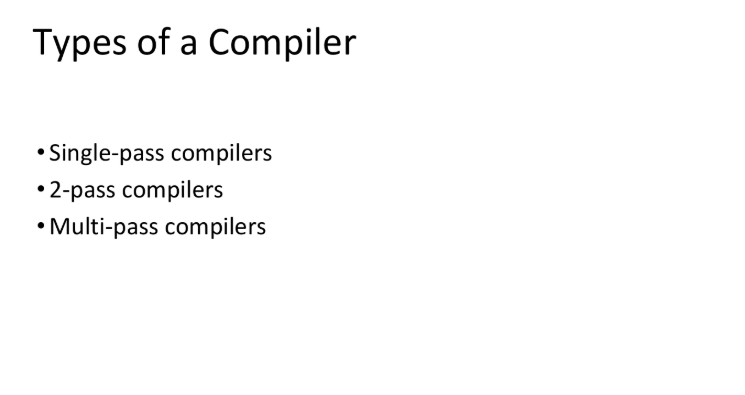 Types of a Compiler
• Single-pass compilers
• 2-pass compilers
• Multi-pass compilers